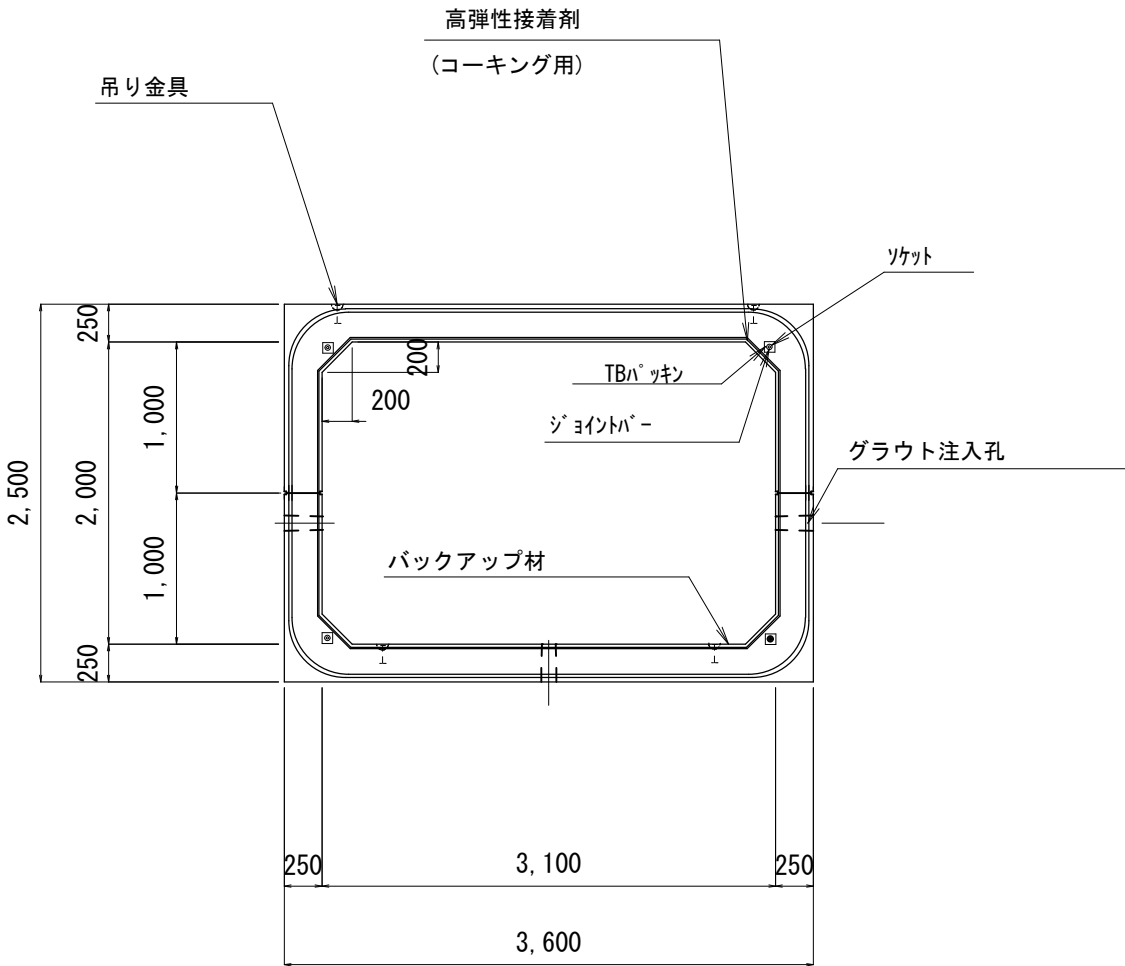 高弾性接着剤
(コーキング用)
吊り金具
ソケット
250
200
TBパッキン
200
ジョイントバー
1,000
グラウト注入孔
2,500
2,000
1,000
バックアップ材
250
250
3,100
250
3,600